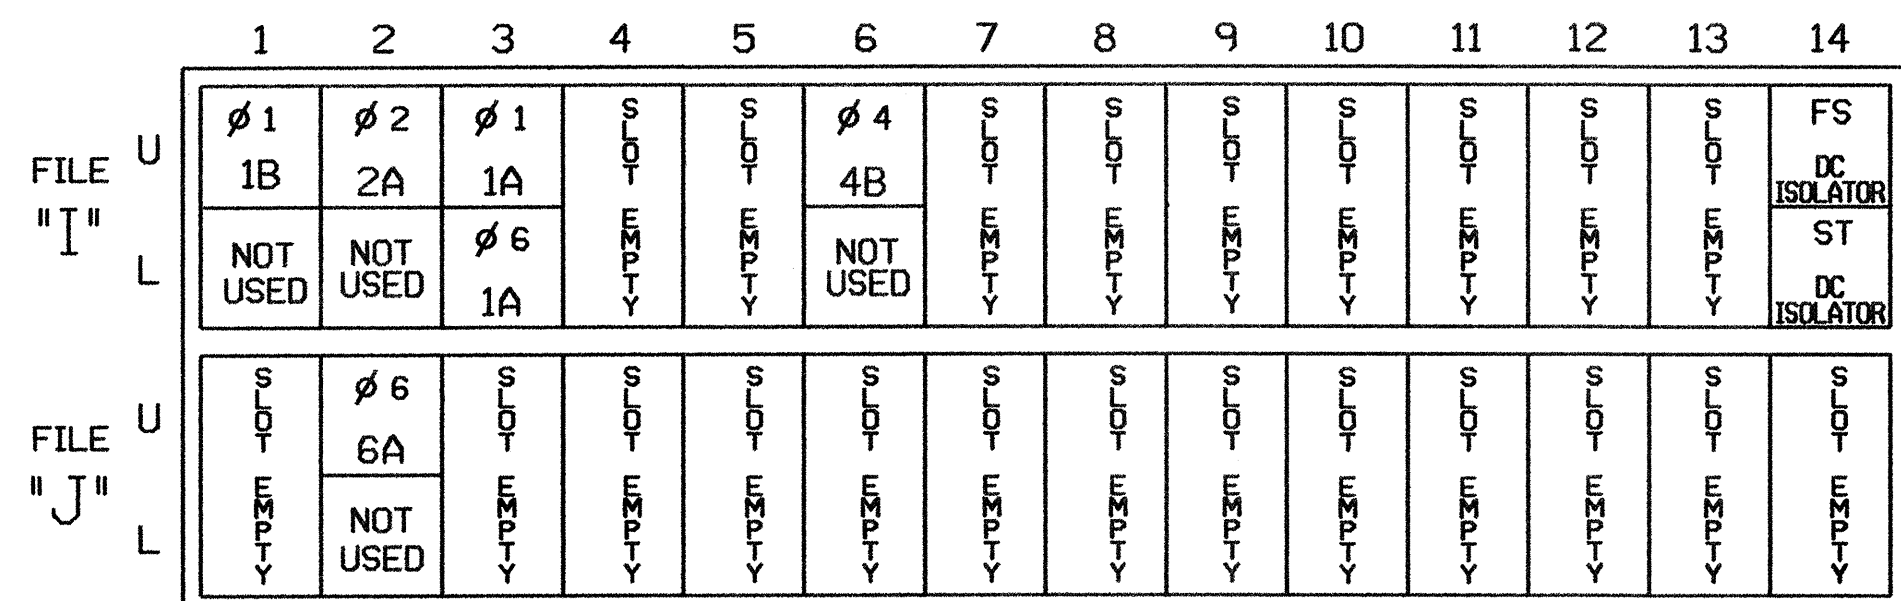 1 2 3 4 5 6 7 8 9 10 11 12 13 14
FILE "I"
U
L
ø 1
1B
NOT
USED
ø 2
2A
NOT
USED
ø 1
1A
ø 6
1A
SLOT EMPTY
SLOT EMPTY
ø 4
4B
NOT
USED
SLOT EMPTY
SLOT EMPTY
SLOT EMPTY
SLOT EMPTY
SLOT EMPTY
SLOT EMPTY
SLOT EMPTY
FS
DC
ISOLATOR
ST
DC
ISOLATOR
FILE "J"
U
L
SLOT EMPTY
ø 6
6A
NOT
USED
SLOT EMPTY
SLOT EMPTY
SLOT EMPTY
SLOT EMPTY
SLOT EMPTY
SLOT EMPTY
SLOT EMPTY
SLOT EMPTY
SLOT EMPTY
SLOT EMPTY
SLOT EMPTY
SLOT EMPTY